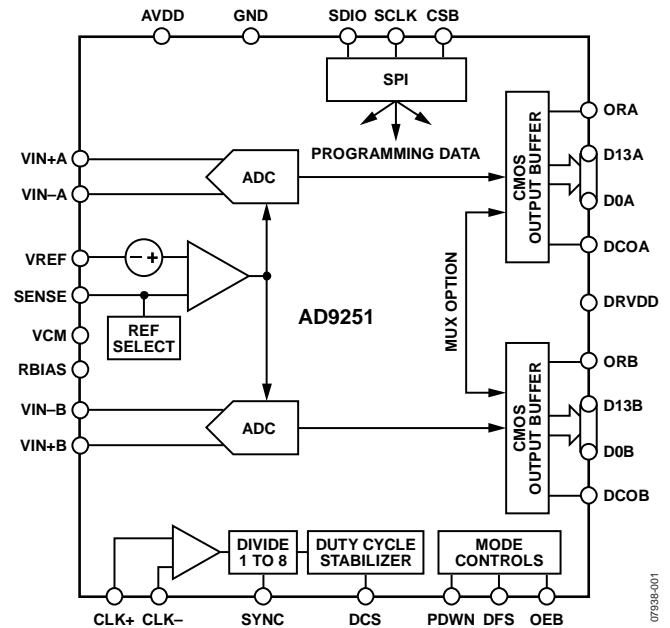 AVDD
GND
SDIO
SCLK
CSB
SPI
PROGRAMMING DATA
VIN+A
VIN–A
ADC
VREF
– +
SENSE
REF
SELECT
VCM
RBIAS
VIN–B
VIN+B
ADC
AD9251
MUX OPTION
CMOS
OUTPUT BUFFER
ORA
D13A
D0A
DCOA
DRVDD
CMOS
OUTPUT BUFFER
ORB
D13B
D0B
DCOB
DIVIDE
1 TO 8
DUTY CYCLE
STABILIZER
MODE
CONTROLS
CLK+
CLK–
SYNC
DCS
PDWN
DFS
OEB
07938-001